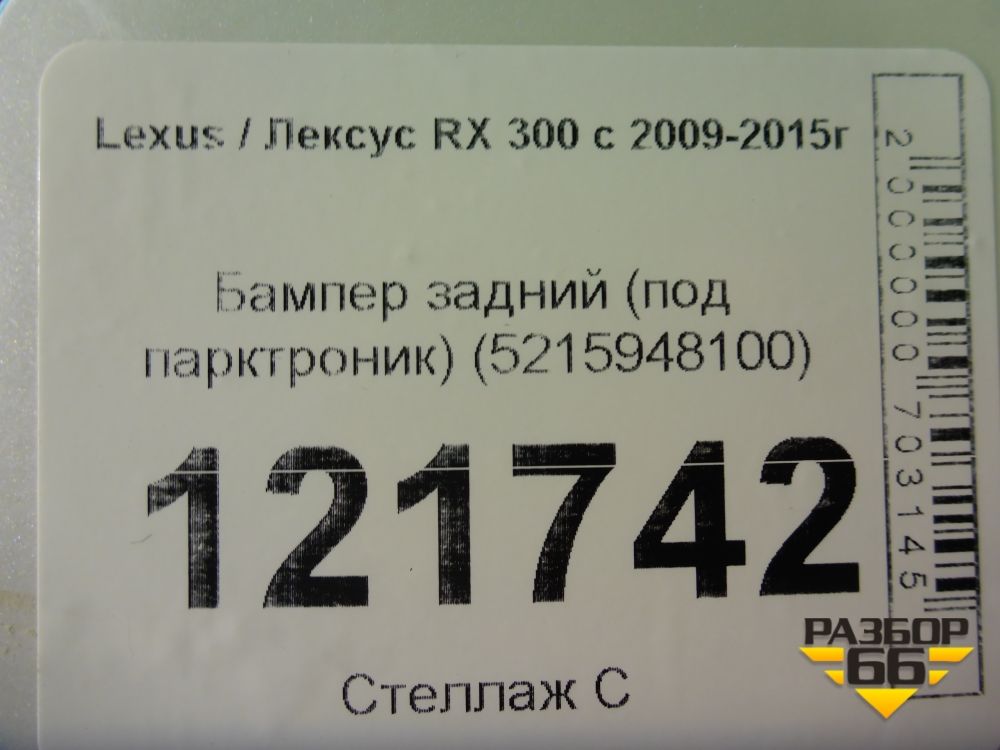 Lexus / Лексус RX 300 с 2009-2015г
Бампер задний (под
парктроник) (5215948100)
121742
Стеллаж С
2000000703145
РАЗБОР
66